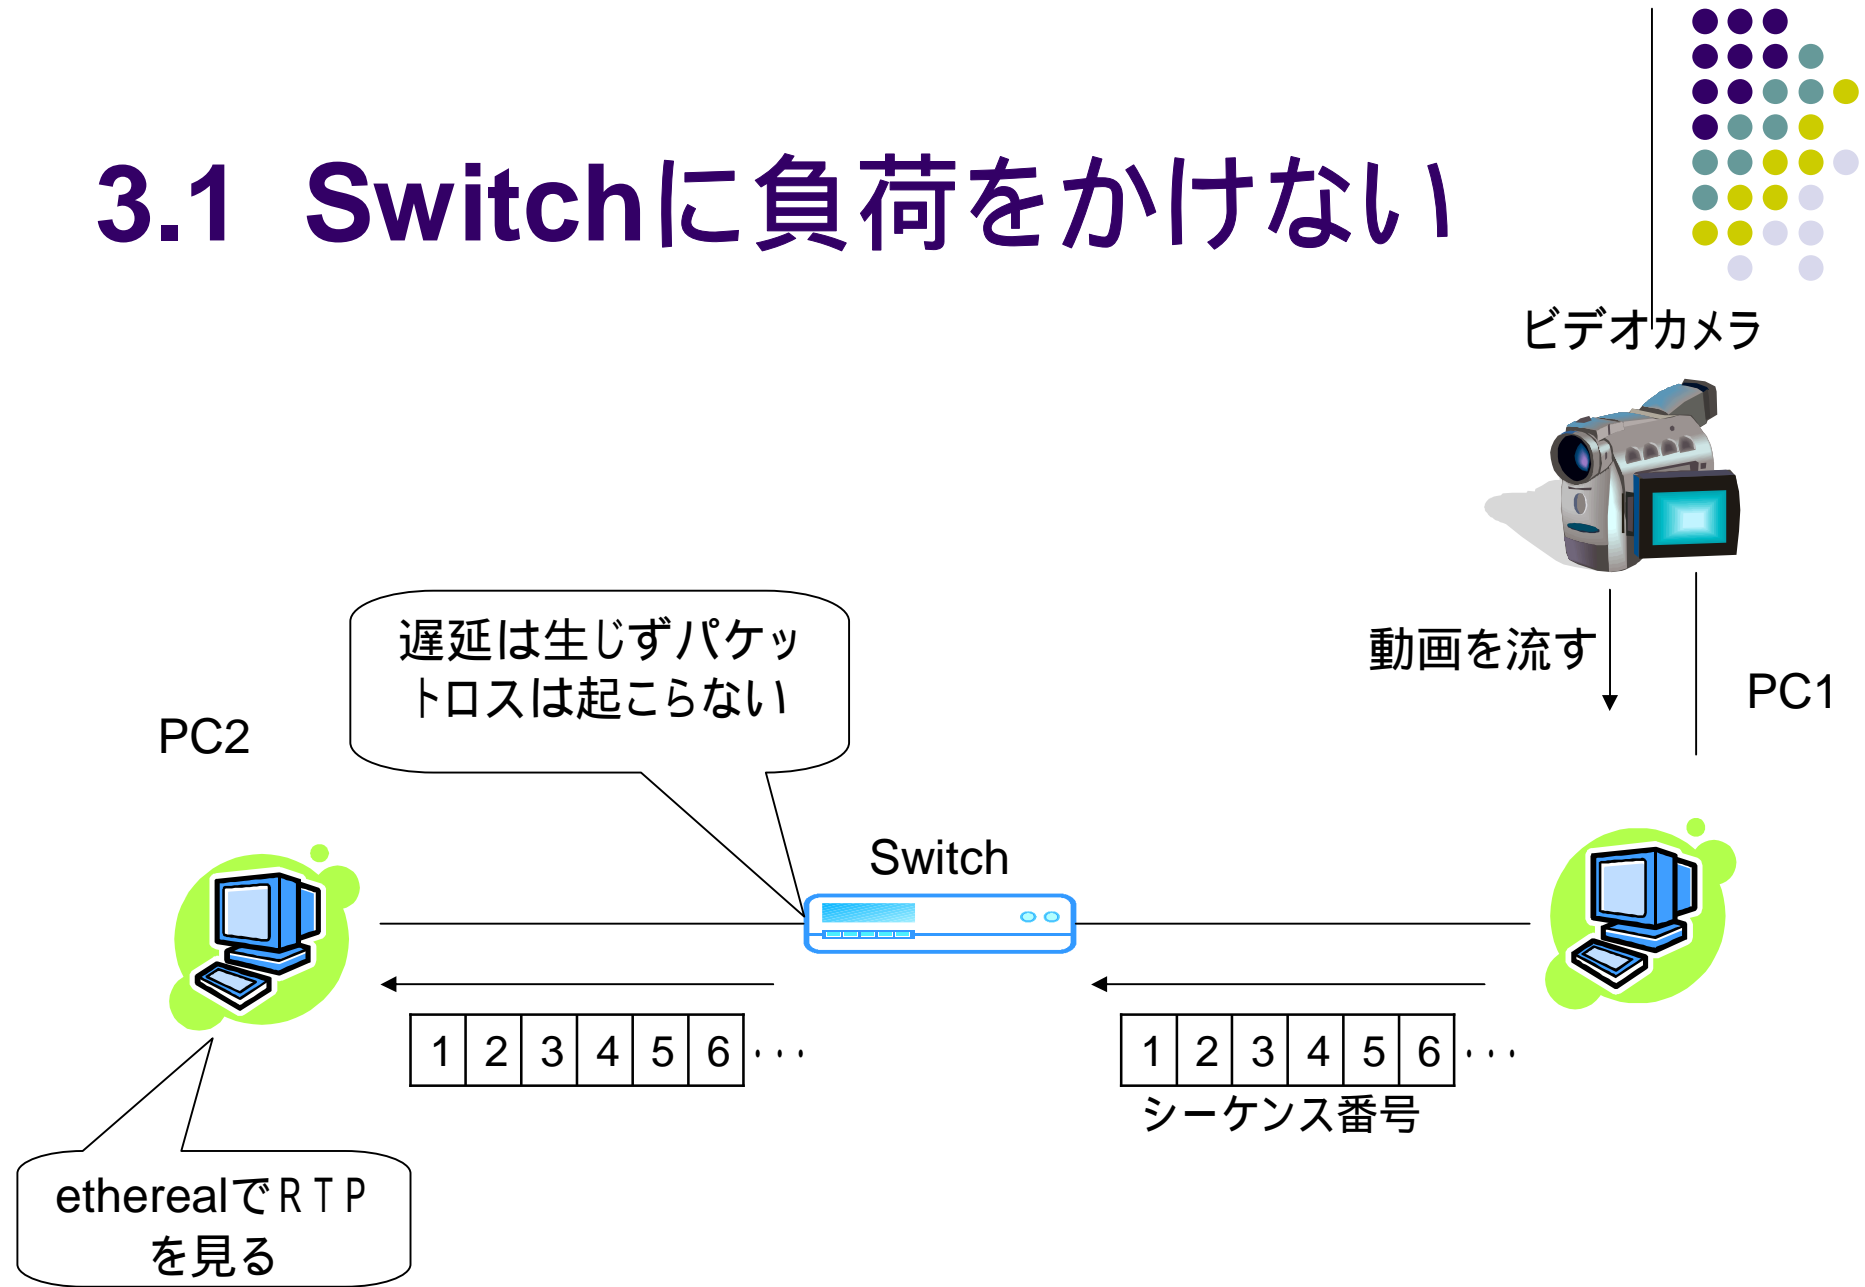 3.1 Switchに負荷をかけない
ビデオカメラ
遅延は生じずパケッ
トロスは起こらない
動画を流す
PC1
PC2
Switch
1 2 3 4 5 6 ・・・
1 2 3 4 5 6 ・・・
シーケンス番号
etherealでＲＴＰ
を見る